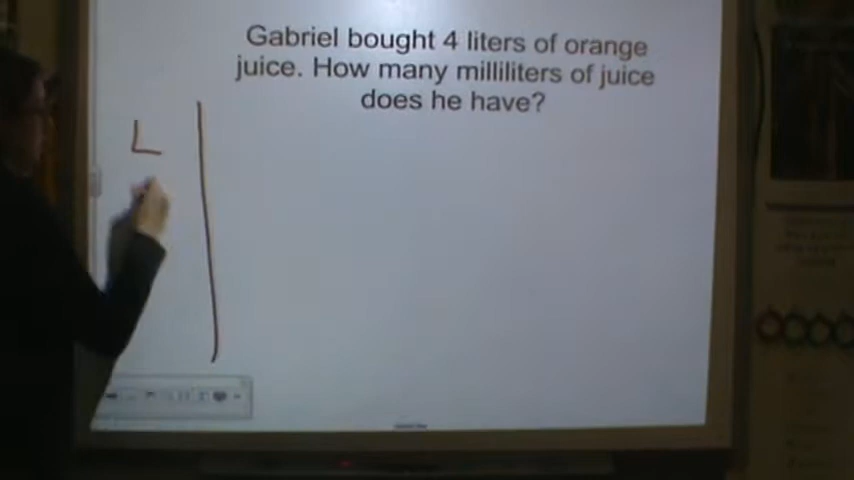 Gabriel bought 4 liters of orange
juice. How many milliliters of juice
does he have?
L